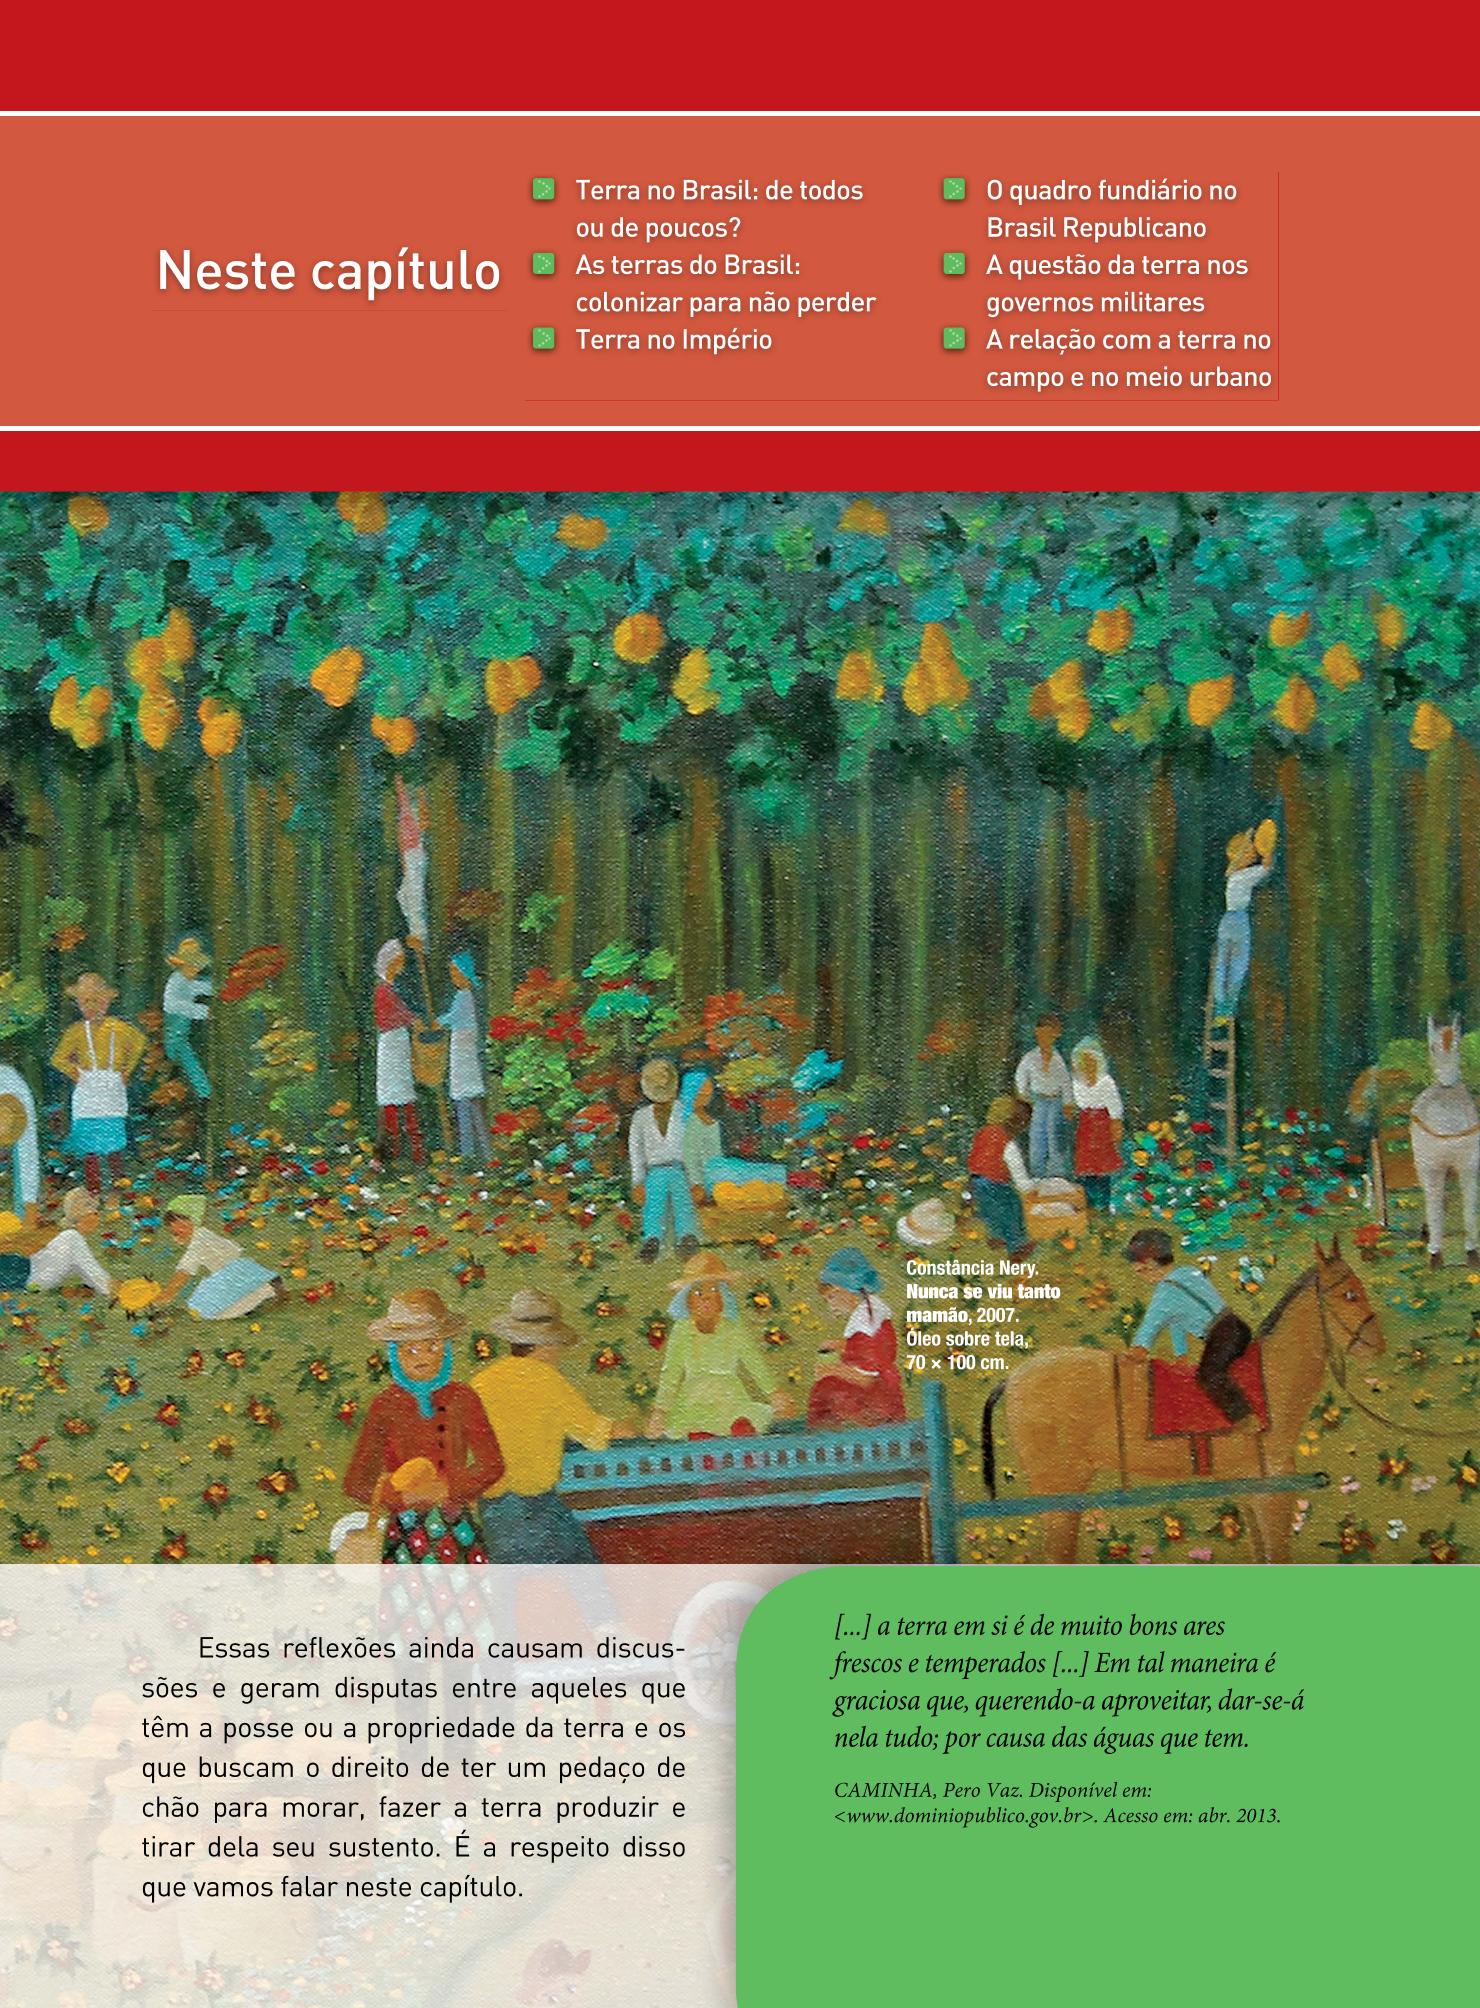 Neste capítulo
Terra no Brasil: de todos
ou de poucos?
As terras do Brasil:
colonizar para não perder
Terra no Império
O quadro fundiário no
Brasil Republicano
A questão da terra nos
governos militares
A relação com a terra no
campo e no meio urbano
Constância Nery.
Nunca se viu tanto
mamão, 2007.
Óleo sobre tela,
70 × 100 cm.
Essas reflexões ainda causam discus-
sões e geram disputas entre aqueles que
têm a posse ou a propriedade da terra e os
que buscam o direito de ter um pedaço de
chão para morar, fazer a terra produzir e
tirar dela seu sustento. É a respeito disso
que vamos falar neste capítulo.
[...] a terra em si é de muito bons ares
frescos e temperados [...] Em tal maneira é
graciosa que, querendo-a aproveitar, dar-se-á
nela tudo; por causa das águas que tem.
CAMINHA, Pero Vaz. Disponível em:
<www.dominiopublico.gov.br>. Acesso em: abr. 2013.